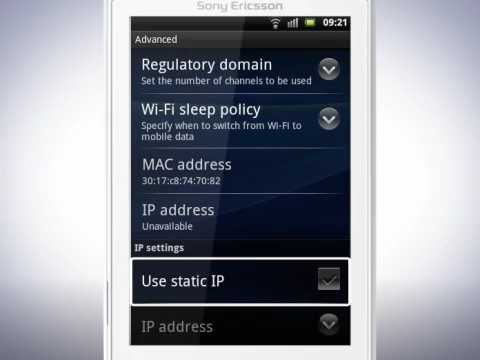 Sony Ericsson
09:21
Advanced
Regulatory domain
Set the number of channels to be used
Wi-Fi sleep policy
Specify when to switch from Wi-Fi to
mobile data
MAC address
30:17:c8:74:70:82
IP address
Unavailable
IP settings
Use static IP
IP address